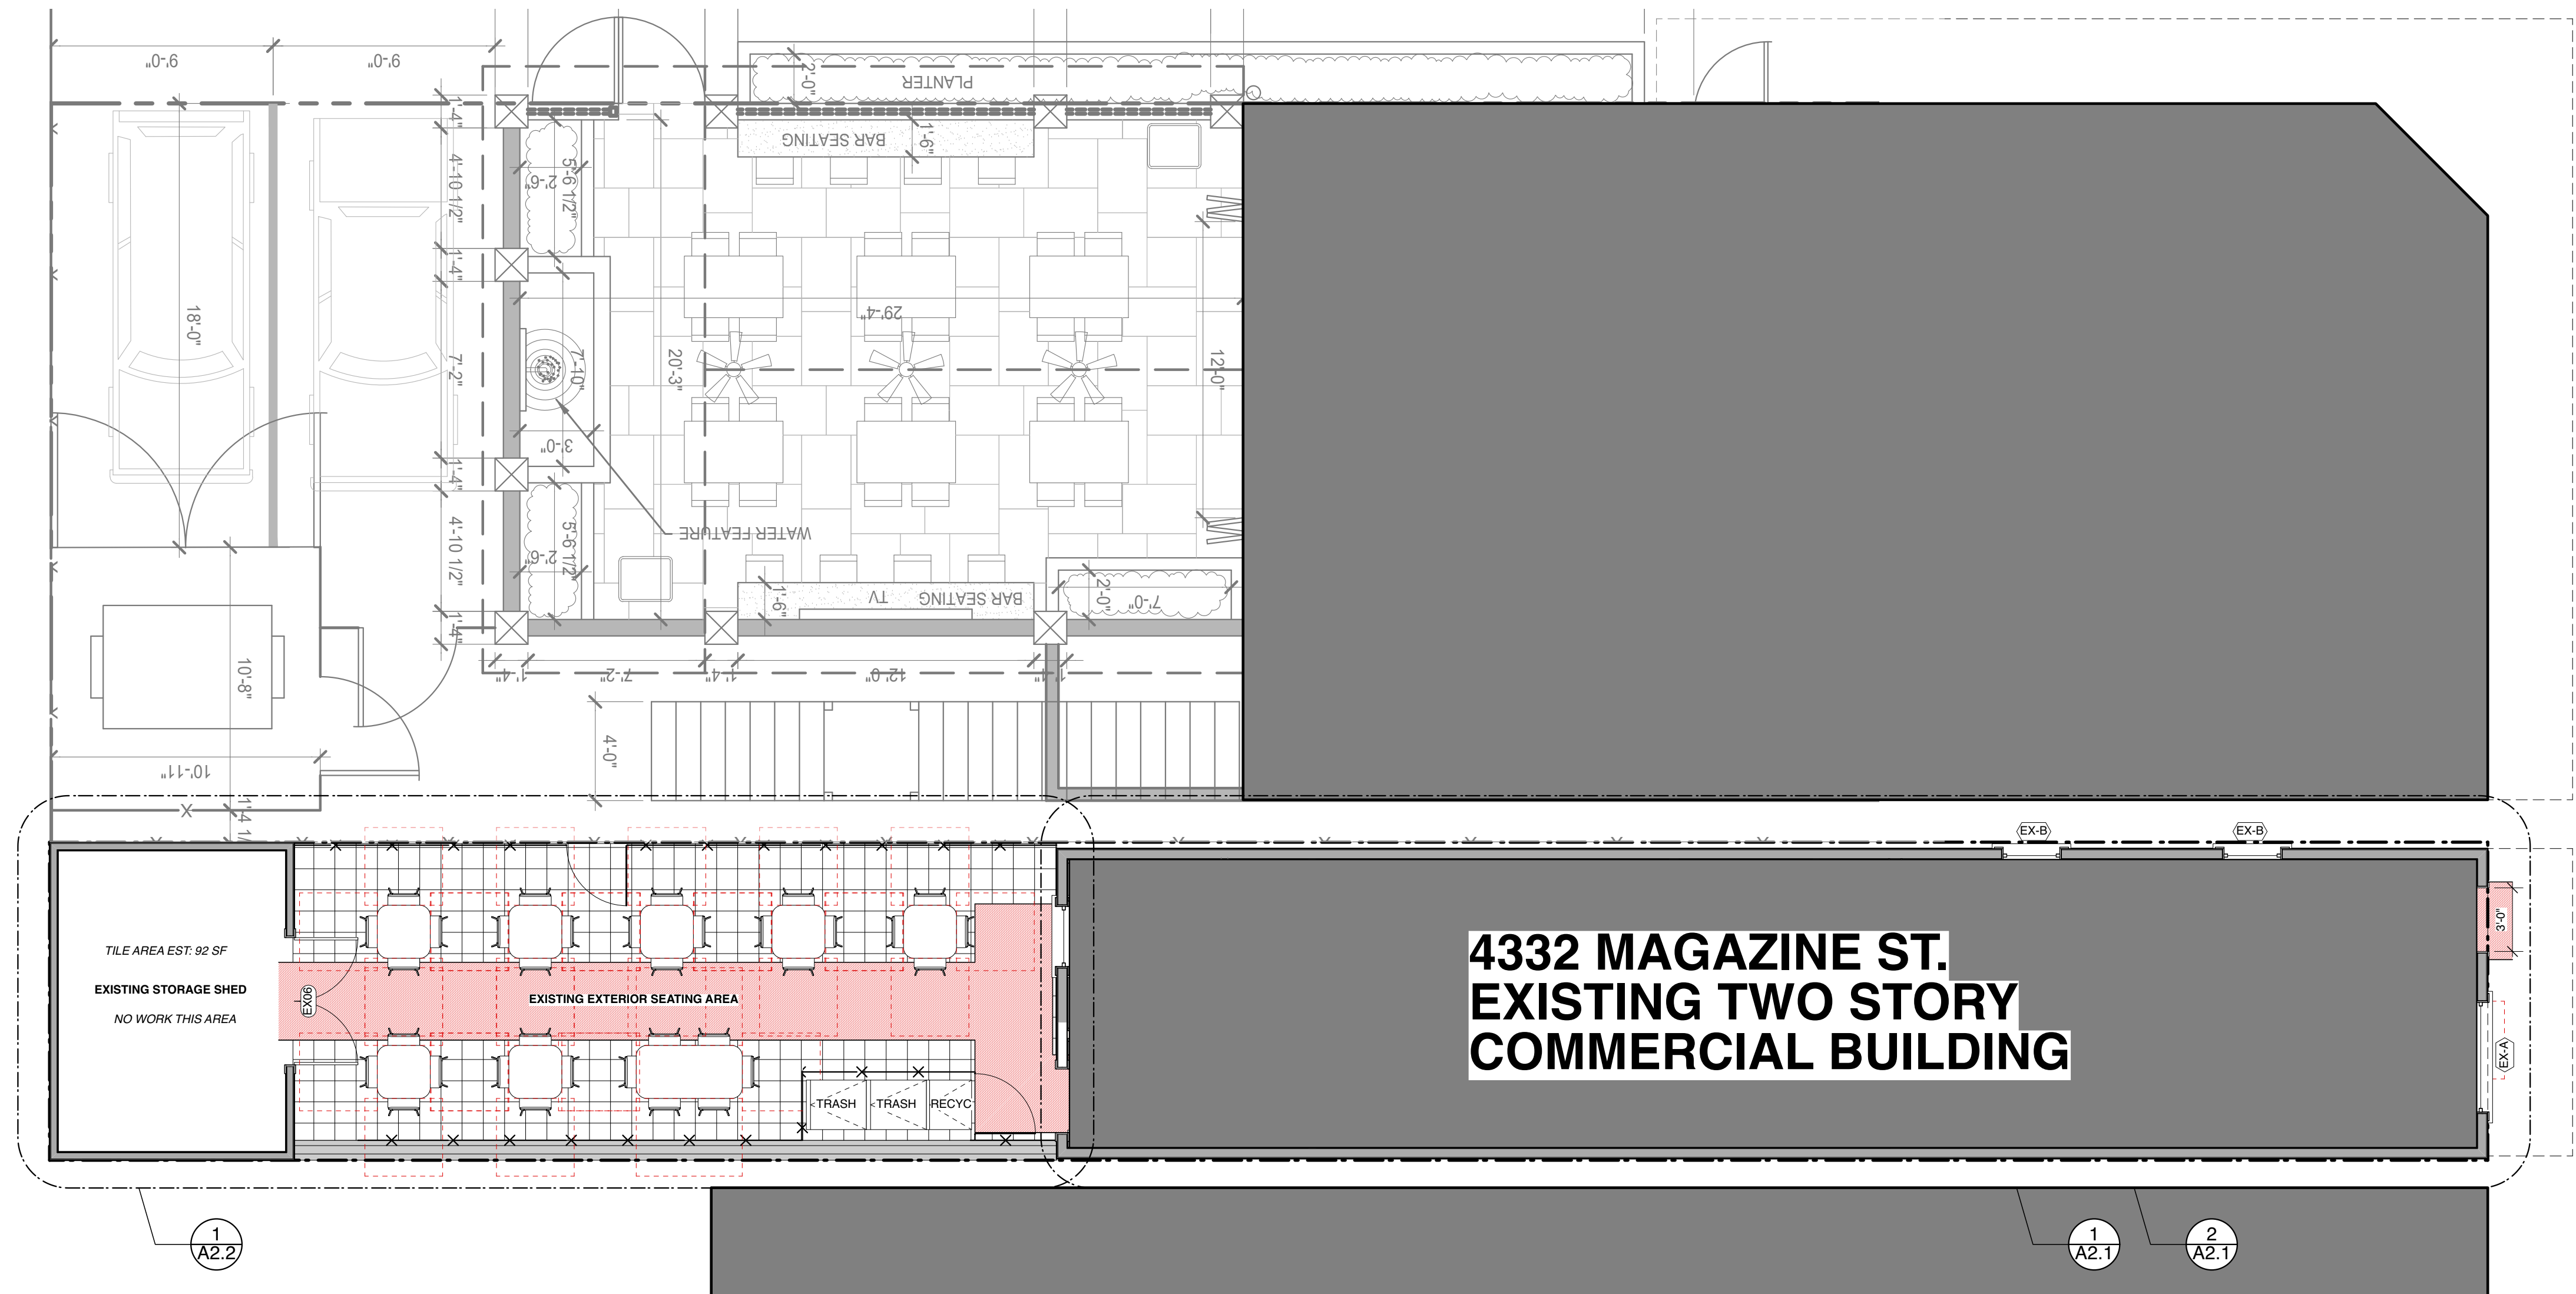 9'-0"
9'-0"
2'-0"
PLANTER
1'-4"
4'-10 1/2"
1'-4"
7'-2"
1'-4"
4'-10 1/2"
1'-4"
18'-0"
5'-6 1/2"
2'-6"
BAR SEATING
1'-6"
29'-4"
7'-10"
20'-3"
12'-0"
3'-0"
WATER FEATURE
5'-6 1/2"
2'-6"
1'-6"
TV
BAR SEATING
2'-0"
7'-0"
1'-4"
7'-2"
1'-4"
12'-0"
10'-8"
4'-0"
10'-11"
EX-B
EX-B
TILE AREA EST: 92 SF
EXISTING STORAGE SHED
NO WORK THIS AREA
EX06
EXISTING EXTERIOR SEATING AREA
TRASH
TRASH
RECYC
4332 MAGAZINE ST.
EXISTING TWO STORY
COMMERCIAL BUILDING
3'-0"
EX-A
1
A2.2
1
A2.1
2
A2.1